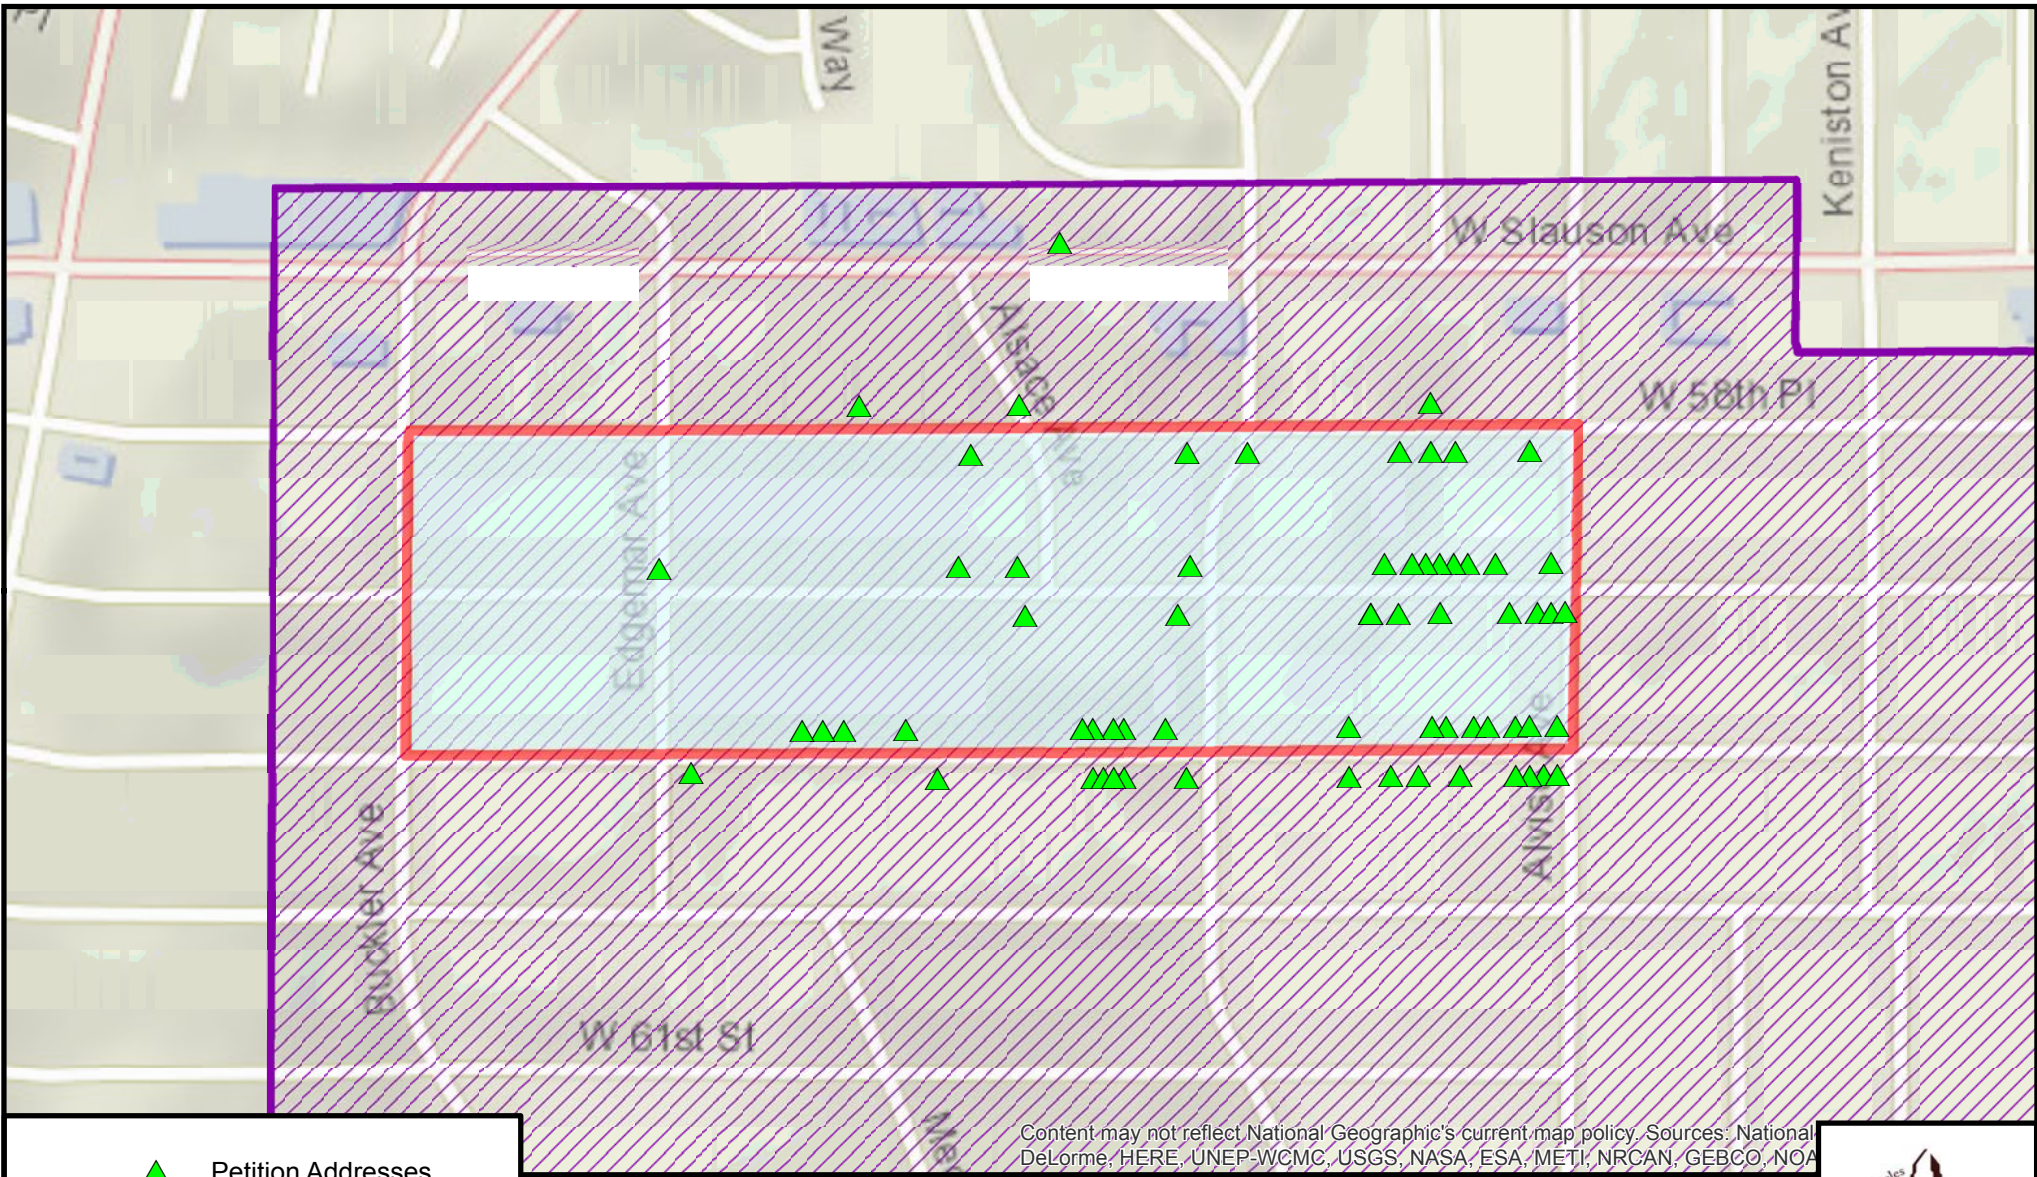 Way
Keniston Av
W Slauson Ave
Alsace Ave
W 58th Pl
Edgemar Ave
Alvis Ave
Buckler Ave
W 61st St
Content may not reflect National Geographic's current map policy. Sources: National
DeLorme, HERE, UNEP-WCMC, USGS, NASA, ESA, METI, NRCAN, GEBCO, NOA
Petition Addresses